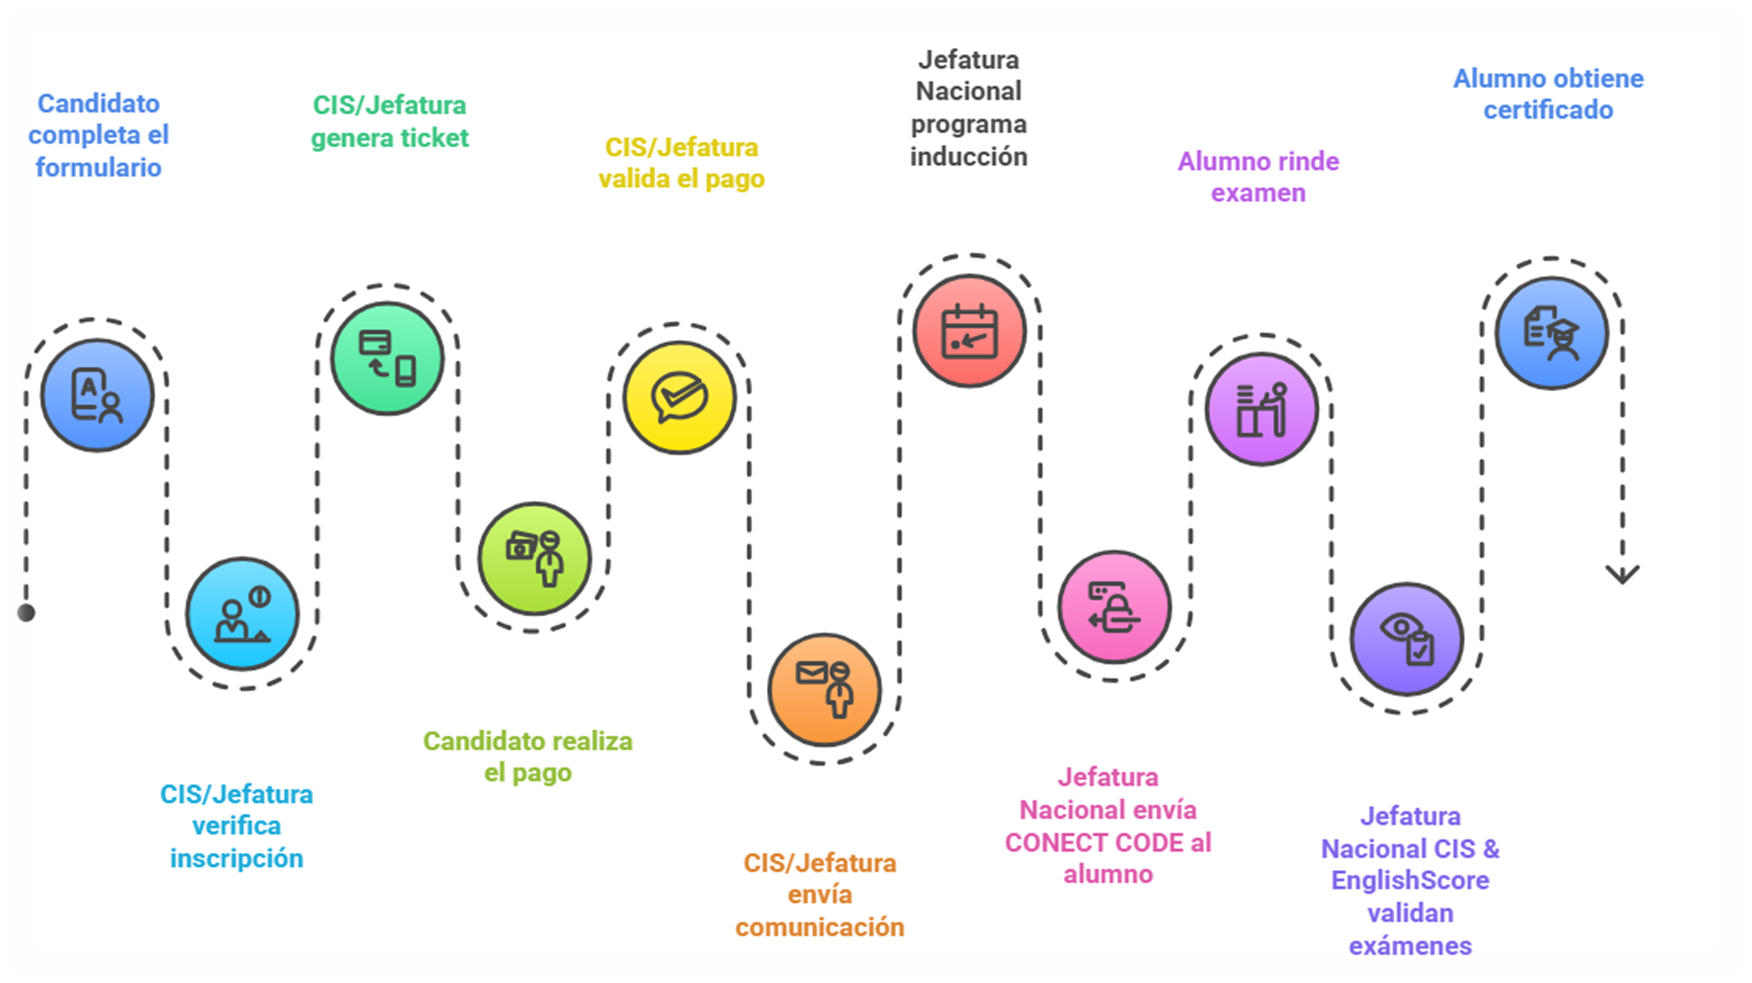 Candidato
completa el
formulario
CIS/Jefatura
verifica
inscripción
CIS/Jefatura
genera ticket
Candidato realiza
el pago
CIS/Jefatura
valida el pago
CIS/Jefatura
envía
comunicación
Jefatura
Nacional
programa
inducción
Jefatura
Nacional envía
CONECT CODE al
alumno
Alumno rinde
examen
Jefatura
Nacional CIS &
EnglishScore
validan
exámenes
Alumno obtiene
certificado